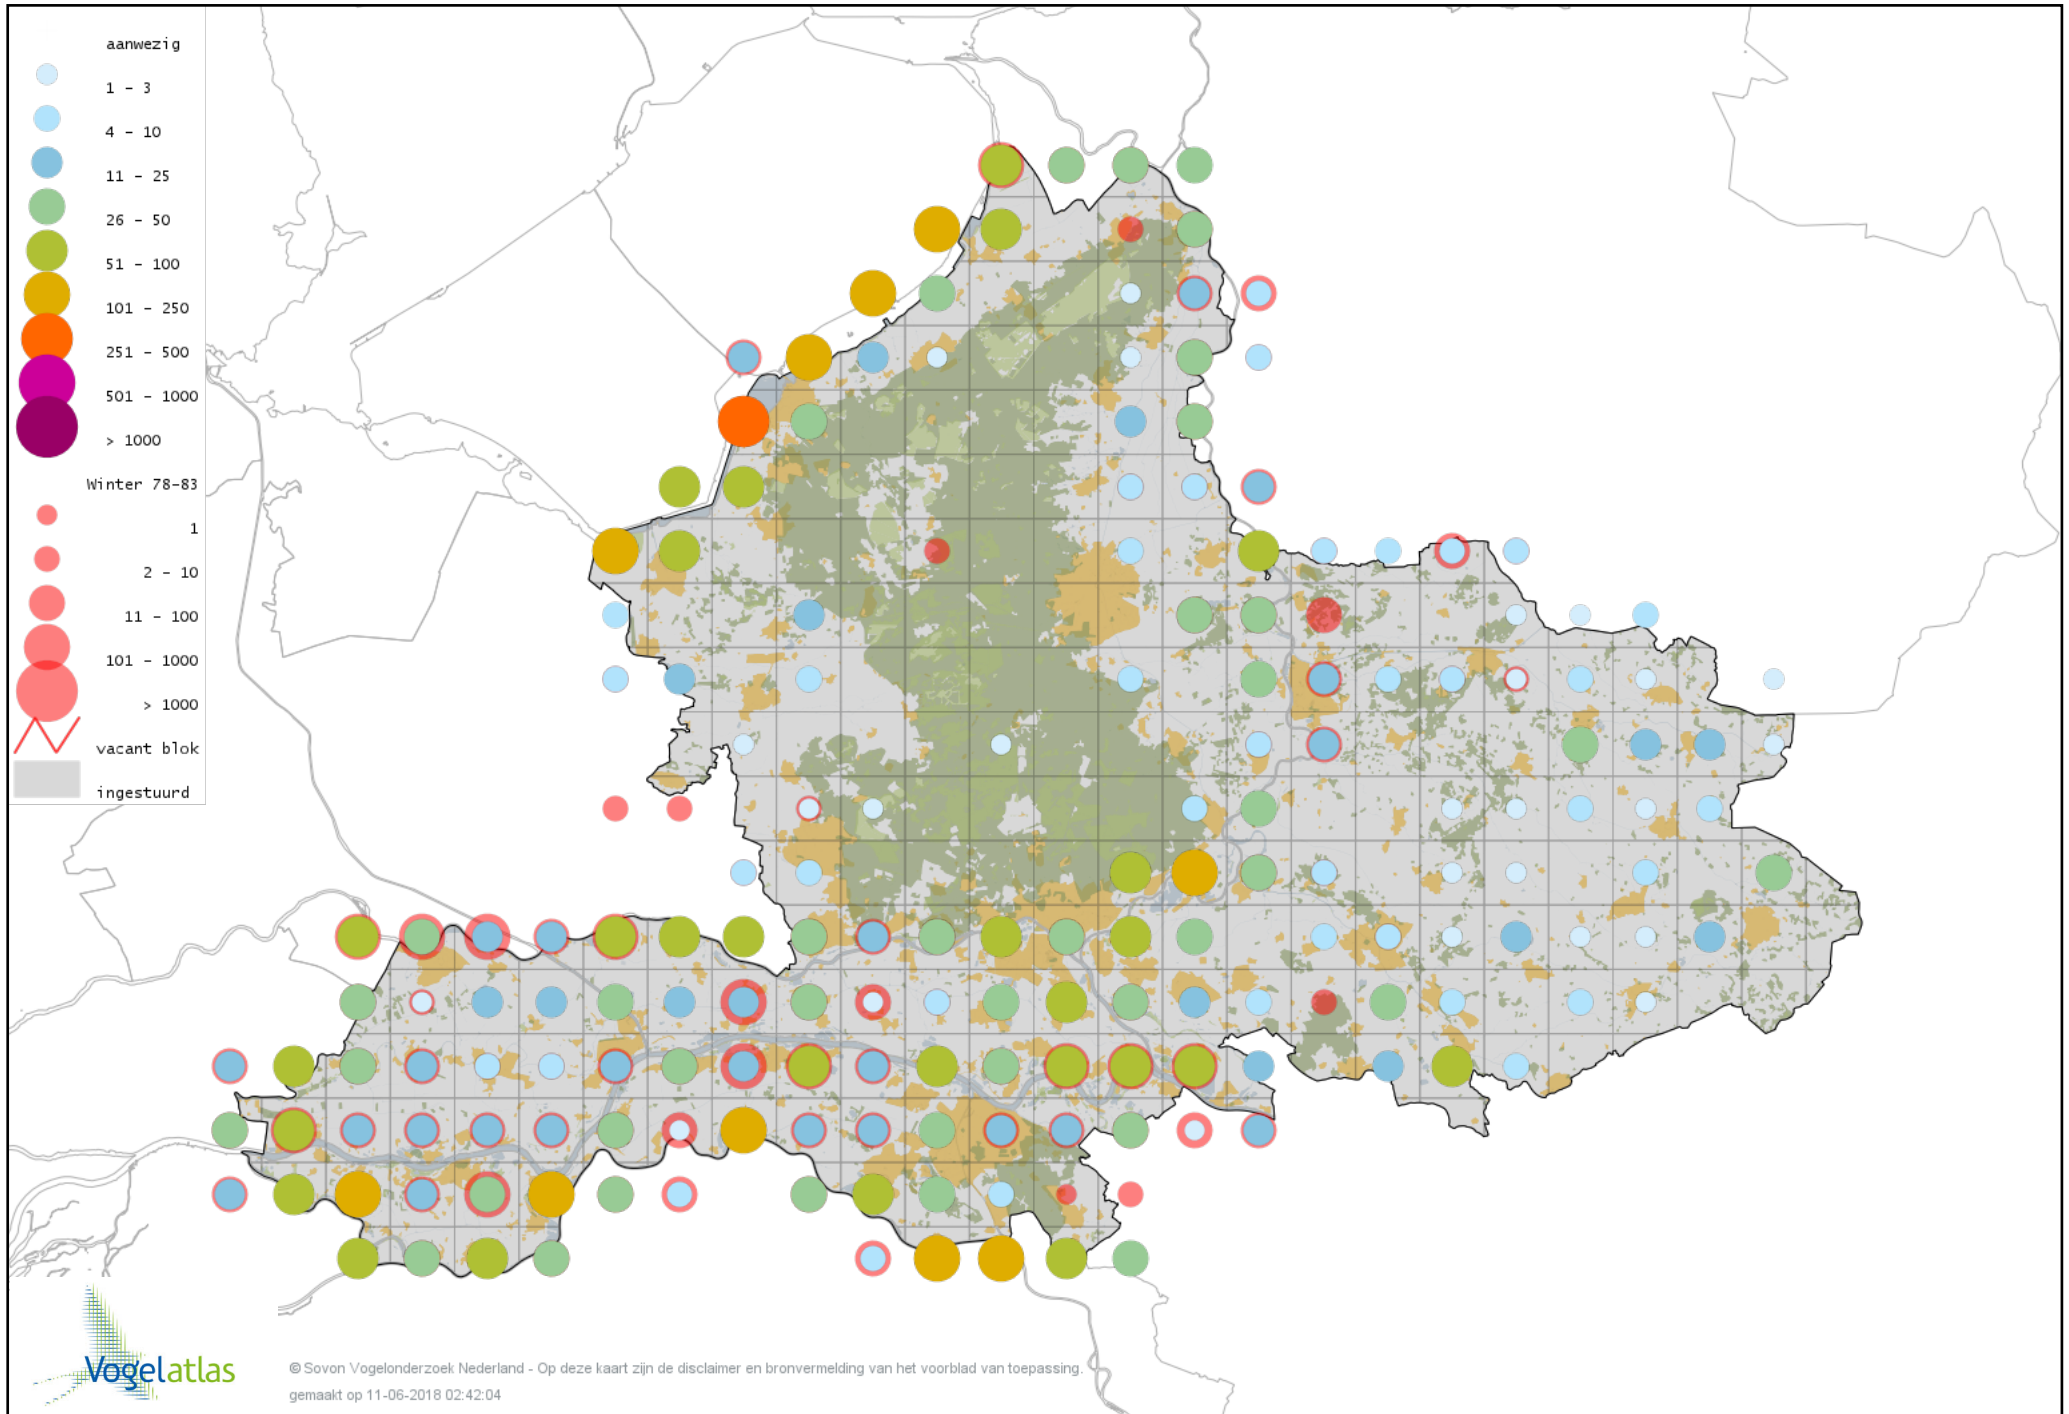 aanwezig
1 - 3
4 - 10
11 - 25
26 - 50
51 - 100
101 - 250
251 - 500
501 - 1000
> 1000
Winter 78-83
1
2 - 10
11 - 100
101 - 1000
> 1000
vacant blok
ingestuurd
Vogelatlas
© Sovon Vogelonderzoek Nederland - Op deze kaart zijn de disclaimer en bronvermelding van het voorblad van toepassing.
gemaakt op 11-06-2018 02:42:04